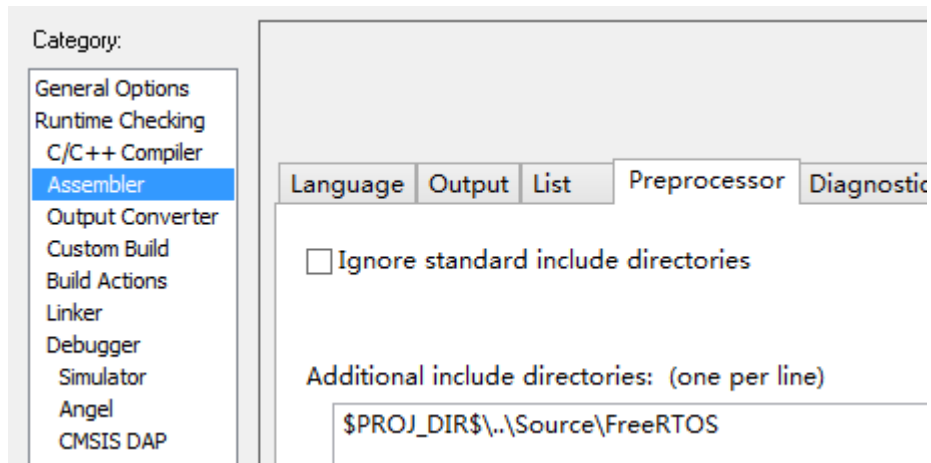 Category:
General Options
Runtime Checking
C/C++ Compiler
Assembler
Output Converter
Custom Build
Build Actions
Linker
Debugger
Simulator
Angel
CMSIS DAP
Language Output List Preprocessor Diagnostic
Ignore standard include directories
Additional include directories: (one per line)
$PROJ_DIR$\..\Source\FreeRTOS